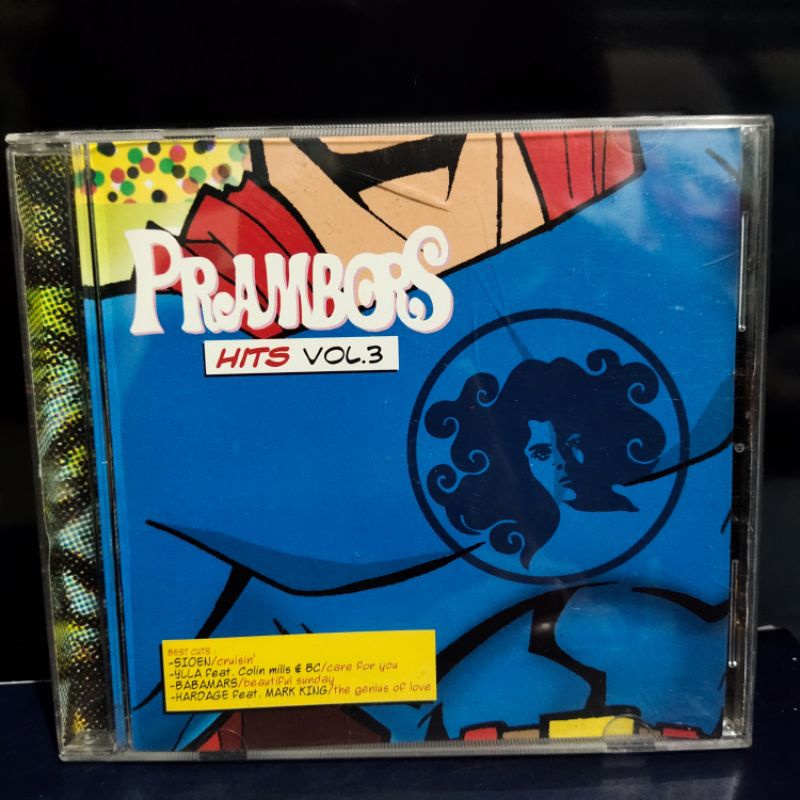 PRAMBORS
HITS VOL.3
BEST CUTS :
-SIOEN/cruisin'
-YLLA feat. Colin mills & BC/care for you
-BABAMARS/beautiful sunday
-HARDAGE feat. MARK KING/the genius of love